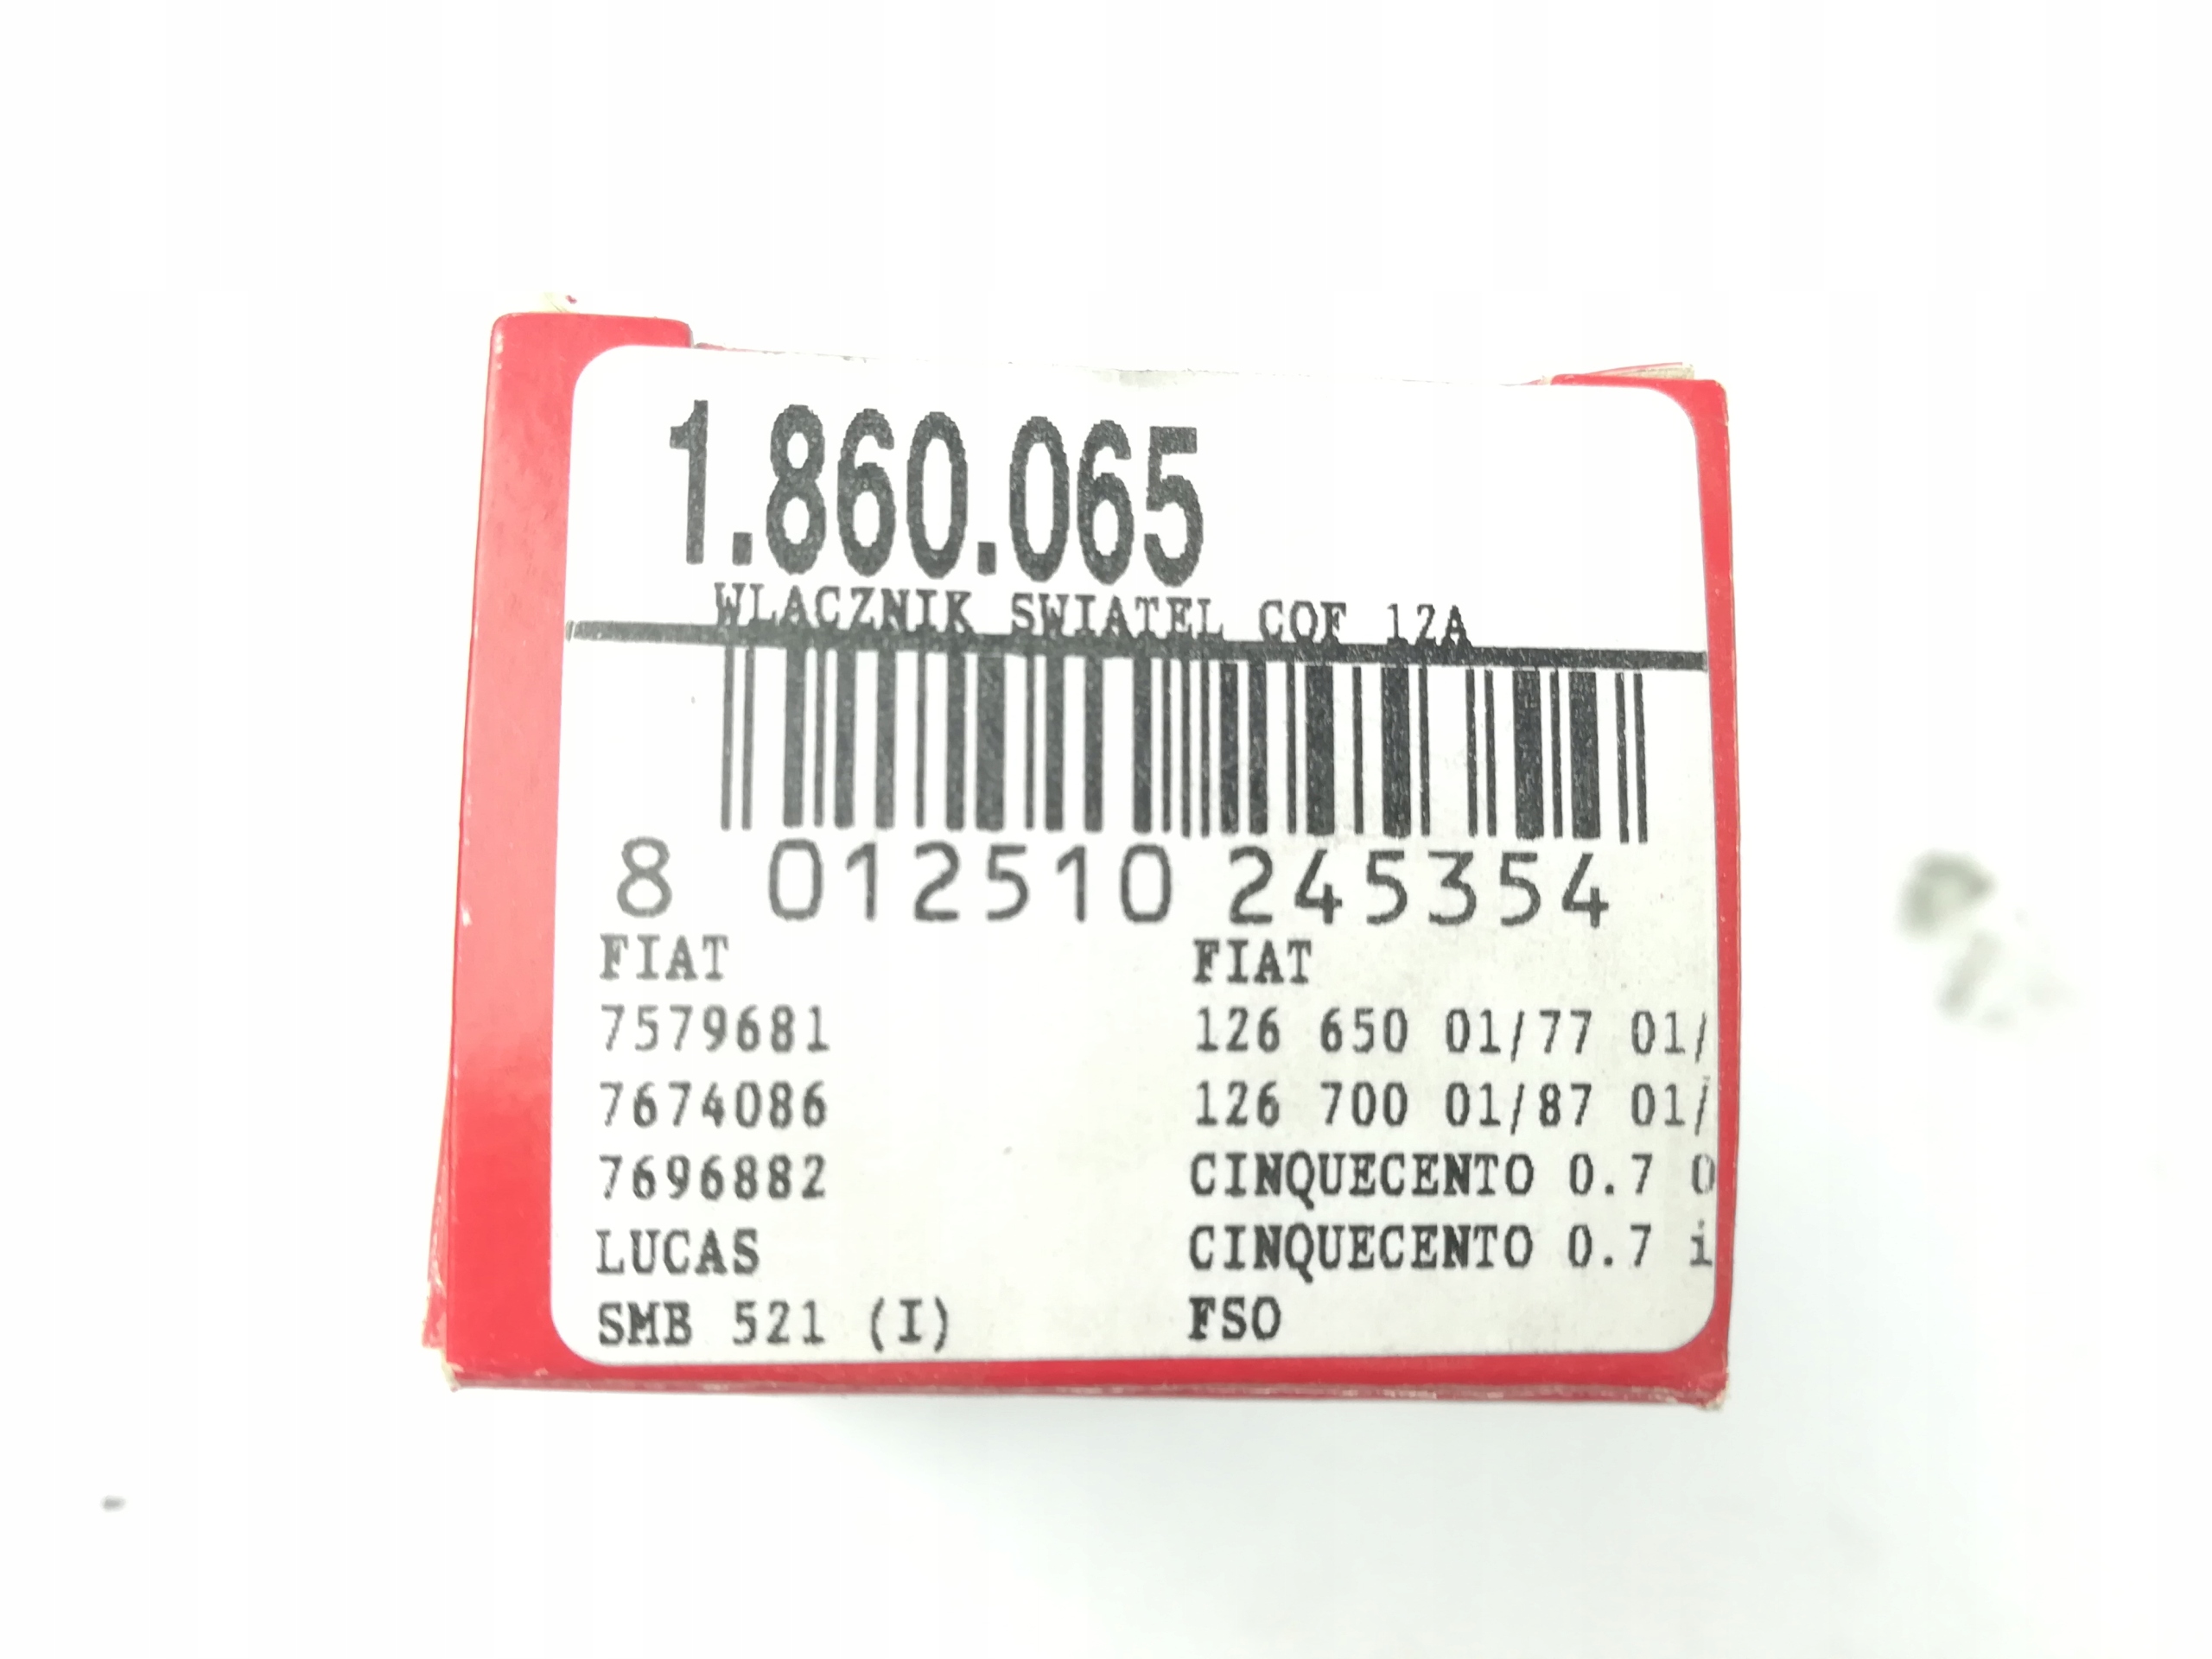 1.860.065
WLACZNIK SWIATEL COF 12A
8 012510 245354
FIAT
7579681
7674086
7696882
LUCAS
SMB 521 (I)
FIAT
126 650 01/77 01/
126 700 01/87 01/
CINQUECENTO 0.7 0
CINQUECENTO 0.7 i
FSO